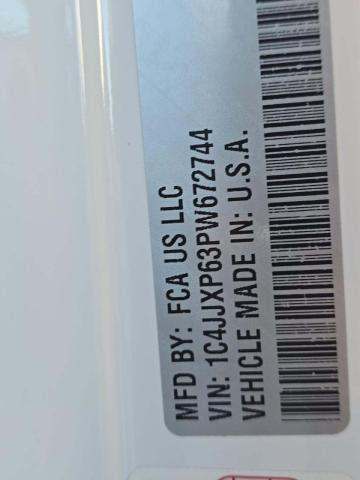 MFD BY: FCA US LLC
VIN: 1C4JJXP63PW672744
VEHICLE MADE IN: U.S.A.